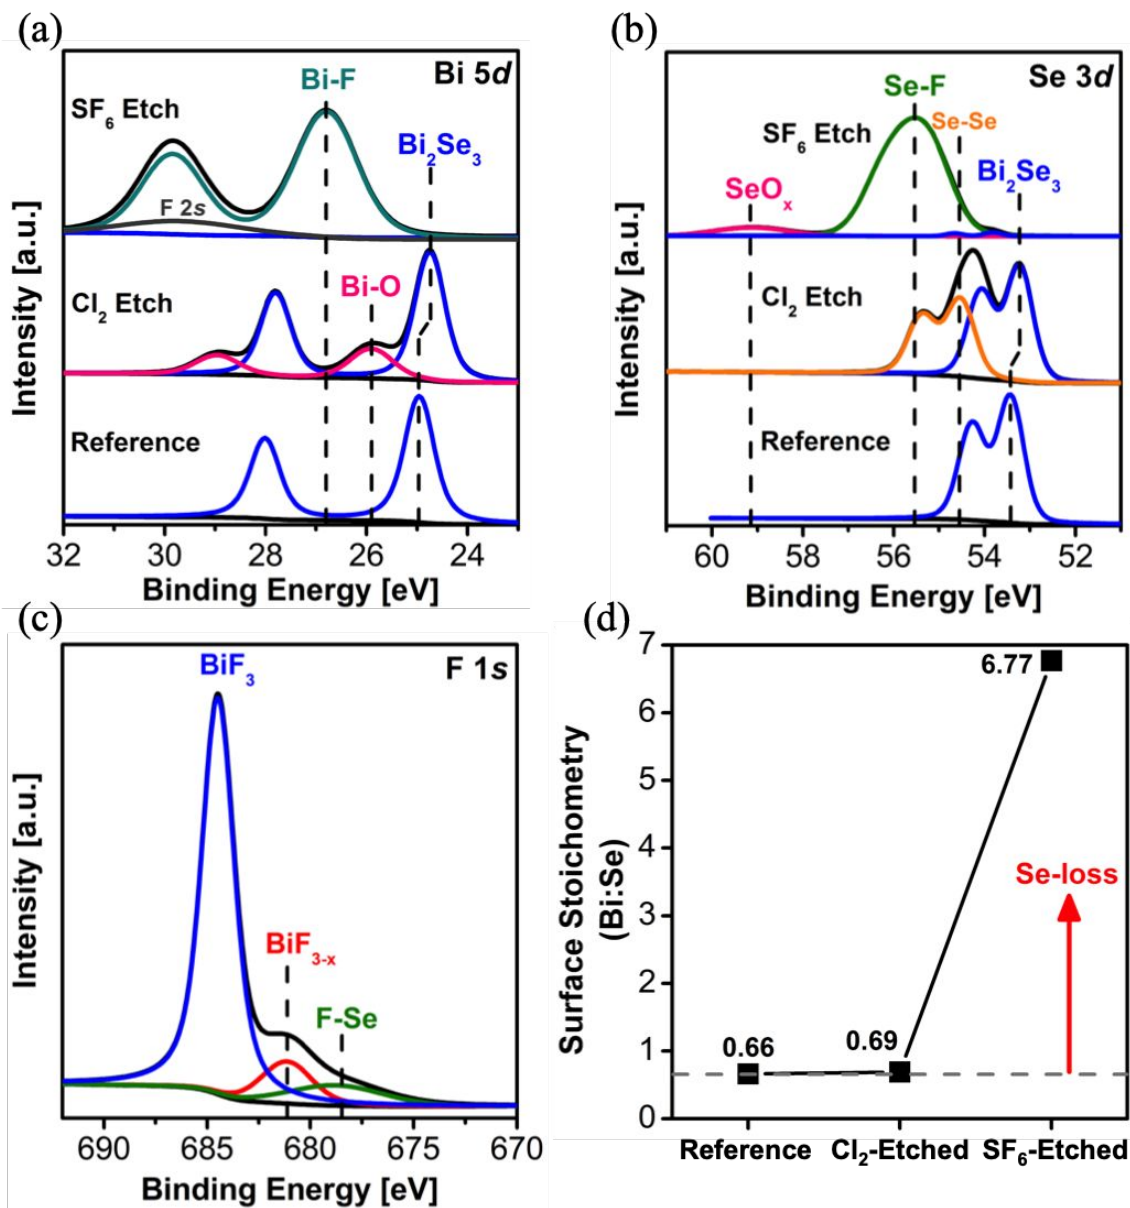 (a)
Bi 5d
Bi-F
SF6 Etch
Bi2Se3
F 2s
Cl2 Etch
Bi-O
Reference
Intensity [a.u.]
32 30 28 26 24
Binding Energy [eV]
(b)
Se 3d
Se-F
SF6 Etch
Se-Se
Bi2Se3
SeOx
Cl2 Etch
Reference
Intensity [a.u.]
60 58 56 54 52
Binding Energy [eV]
(c)
BiF3
F 1s
BiF3-x
F-Se
Intensity [a.u.]
690 685 680 675 670
Binding Energy [eV]
(d)
7
6
5
4
3
2
1
0
6.77
Se-loss
0.66
0.69
Surface Stoichometry
(Bi:Se)
Reference Cl2-Etched SF6-Etched